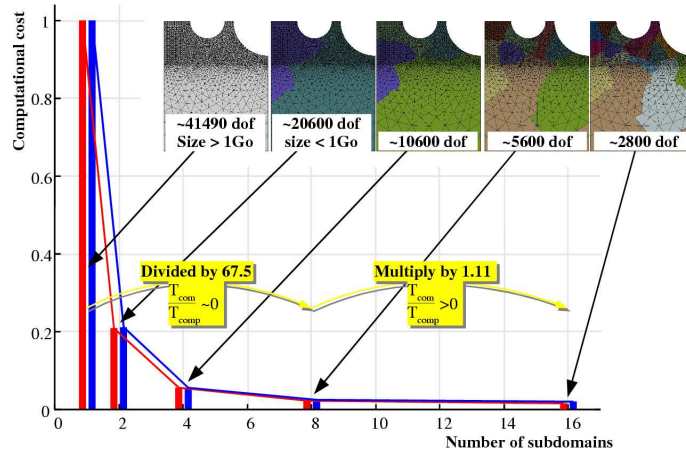 Computational cost
1
0.8
0.6
0.4
0.2
0
~41490 dof
Size > 1Go
~20600 dof
size < 1Go
~10600 dof
~5600 dof
~2800 dof
Divided by 67.5
Tcom
Tcomp
~0
Multiply by 1.11
Tcom
Tcomp
>0
0
2
4
6
8
10
12
14
16
Number of subdomains